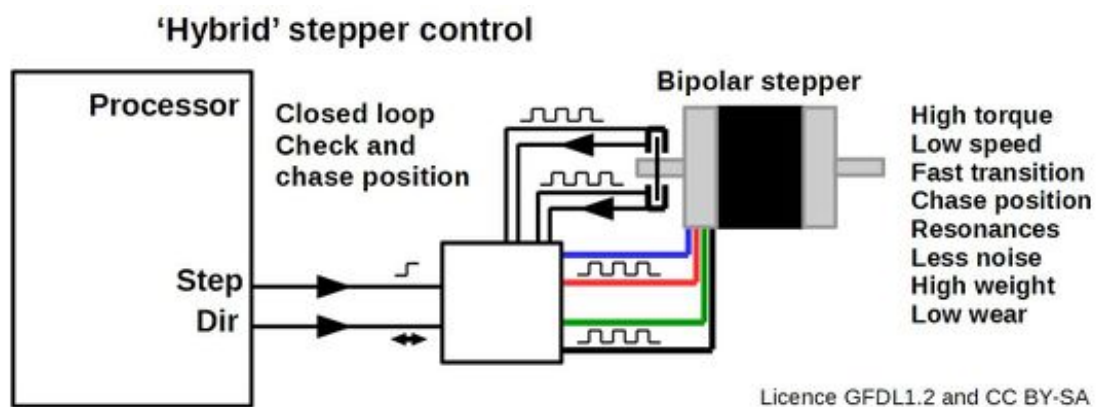 ‘Hybrid’ stepper control
Processor
Closed loop
Check and
chase position
Step
Dir
Bipolar stepper
High torque
Low speed
Fast transition
Chase position
Resonances
Less noise
High weight
Low wear
Licence GFDL1.2 and CC BY-SA